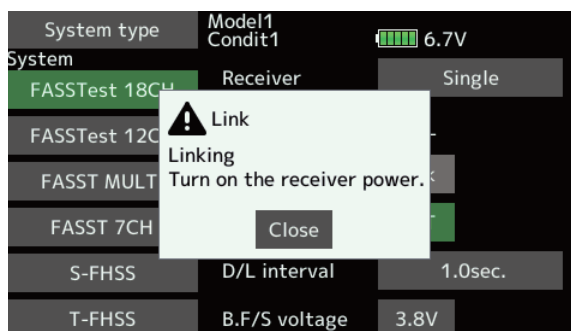 System type
Model1
Condit1
6.7V
System
FASSTest 18CH
Receiver
Single
Link
Linking
Turn on the receiver power.
Close
FASSTest 12C
FASST MULT
FASST 7CH
S-FHSS
D/L interval
1.0sec.
T-FHSS
B.F/S voltage
3.8V